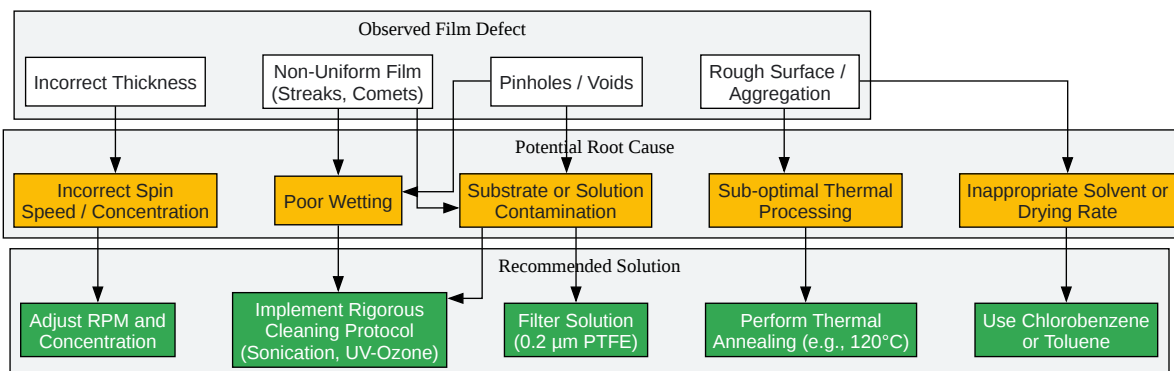 Observed Film Defect
Incorrect Thickness
Non-Uniform Film
(Streaks, Comets)
Pinholes / Voids
Rough Surface /
Aggregation
Potential Root Cause
Incorrect Spin
Speed / Concentration
Poor Wetting
Substrate or Solution
Contamination
Sub-optimal Thermal
Processing
Inappropriate Solvent or
Drying Rate
Recommended Solution
Adjust RPM and
Concentration
Implement Rigorous
Cleaning Protocol
(Sonication, UV-Ozone)
Filter Solution
(0.2 µm PTFE)
Perform Thermal
Annealing (e.g., 120°C)
Use Chlorobenzene
or Toluene